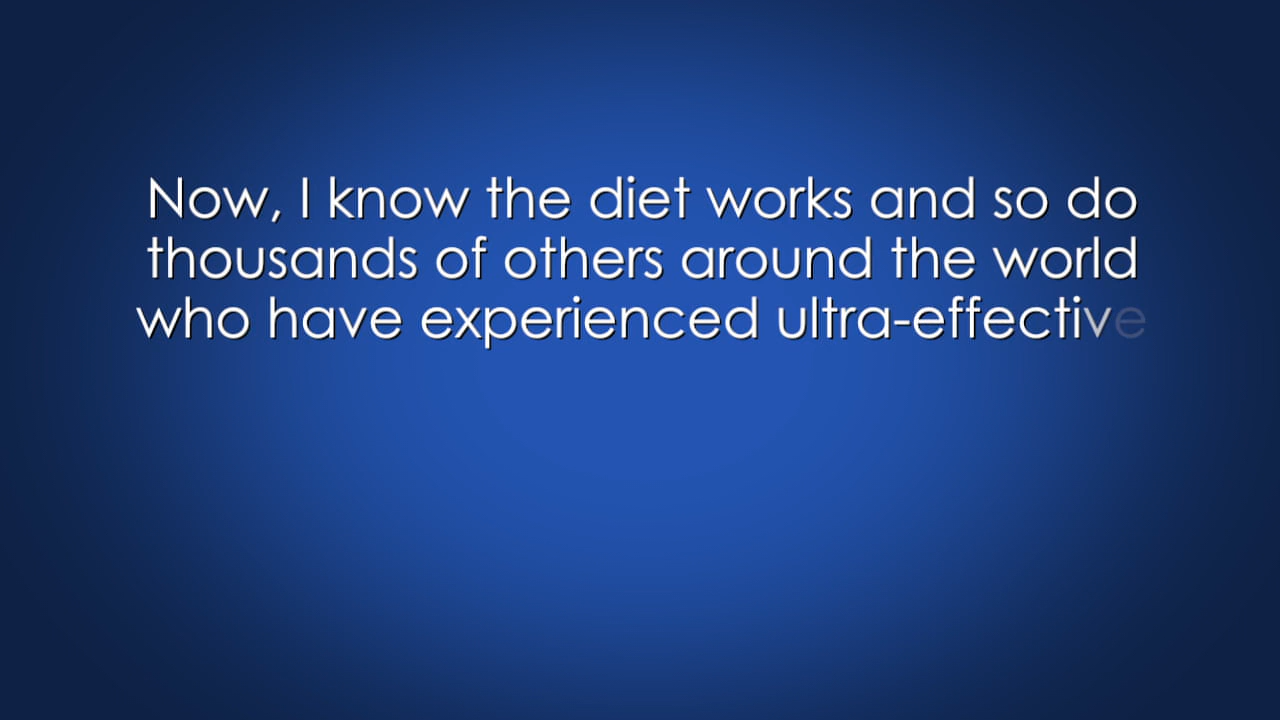 Now, I know the diet works and so do
thousands of others around the world
who have experienced ultra-effective